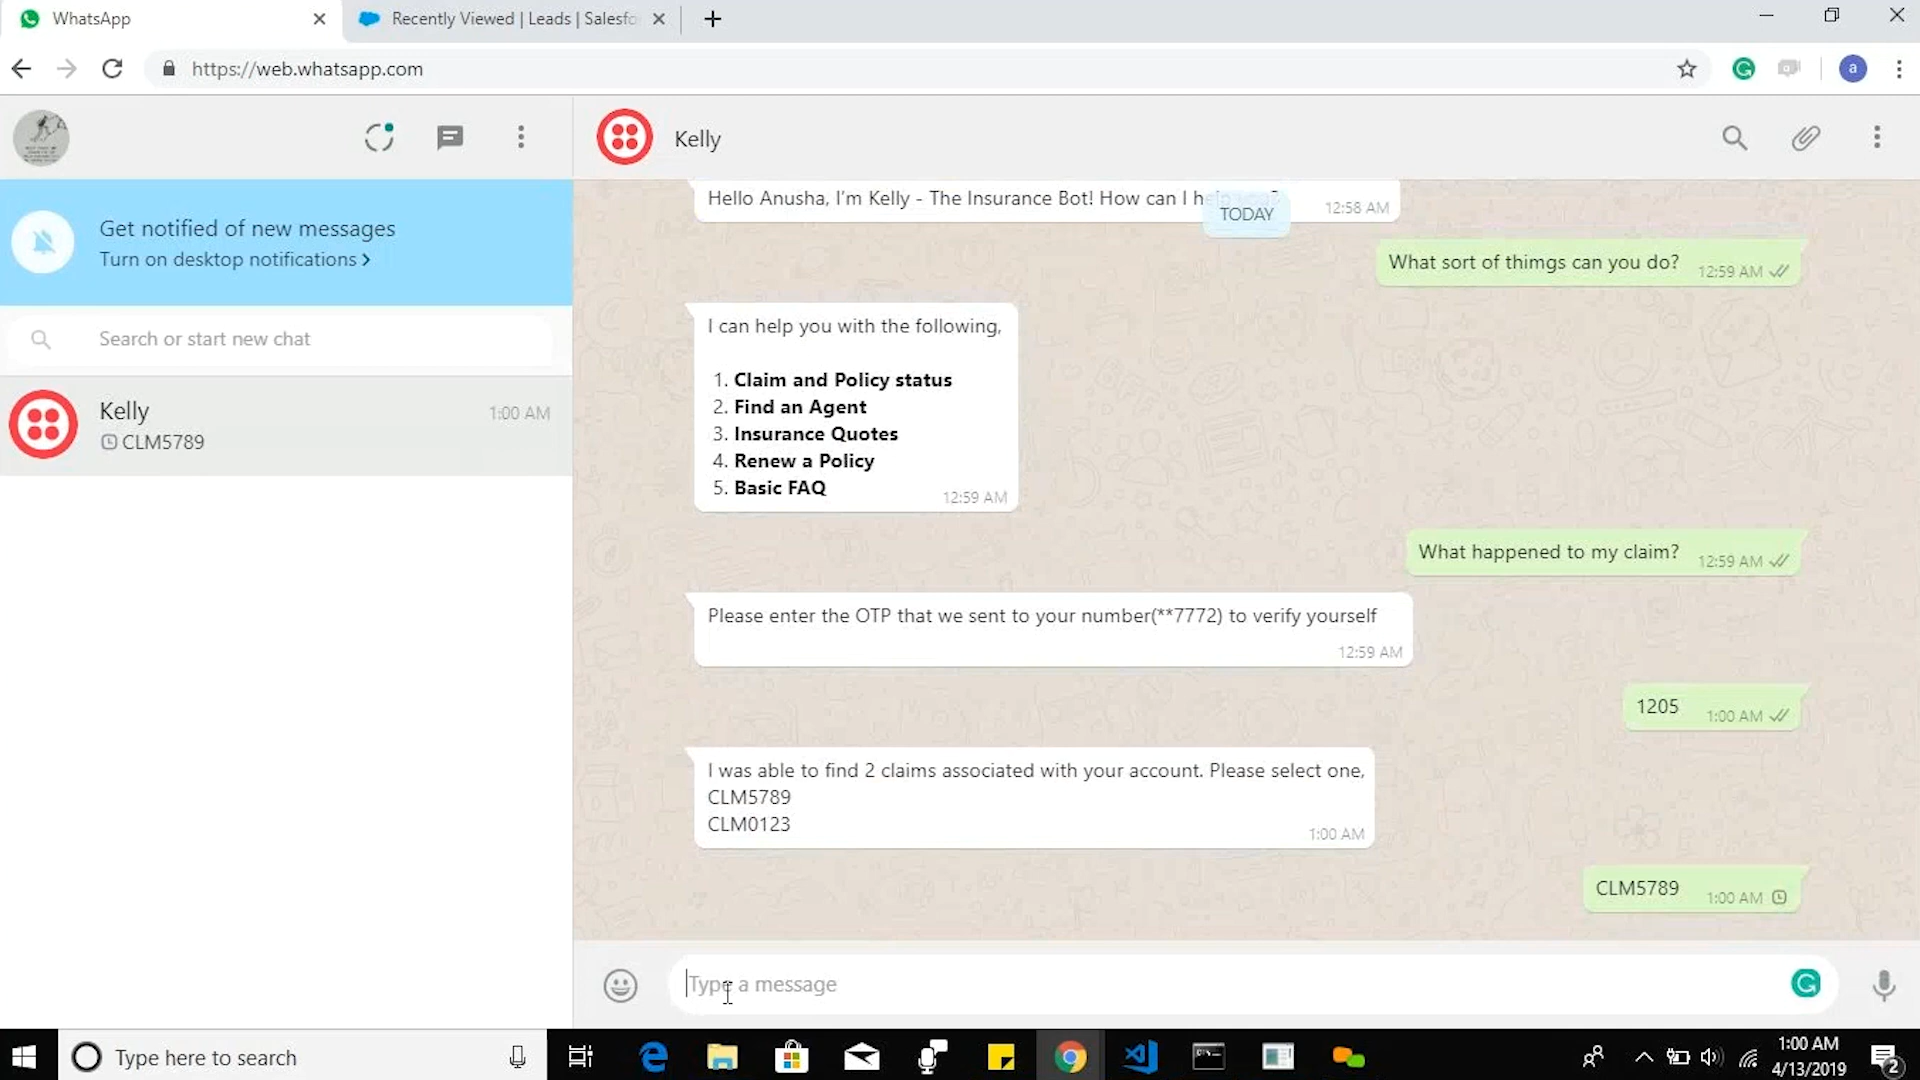 WhatsApp
Recently Viewed | Leads | Salesfo
https://web.whatsapp.com
a
Get notified of new messages
Turn on desktop notifications >
Search or start new chat
Kelly
1:00 AM
CLM5789
Kelly
Hello Anusha, I'm Kelly - The Insurance Bot! How can I help you?
12:58 AM
TODAY
What sort of thimgs can you do?
12:59 AM
I can help you with the following,
1. Claim and Policy status
2. Find an Agent
3. Insurance Quotes
4. Renew a Policy
5. Basic FAQ
12:59 AM
What happened to my claim?
12:59 AM
Please enter the OTP that we sent to your number(**7772) to verify yourself
12:59 AM
1205
1:00 AM
I was able to find 2 claims associated with your account. Please select one,
CLM5789
CLM0123
1:00 AM
CLM5789
1:00 AM
Type a message
Type here to search
1:00 AM
4/13/2019
2